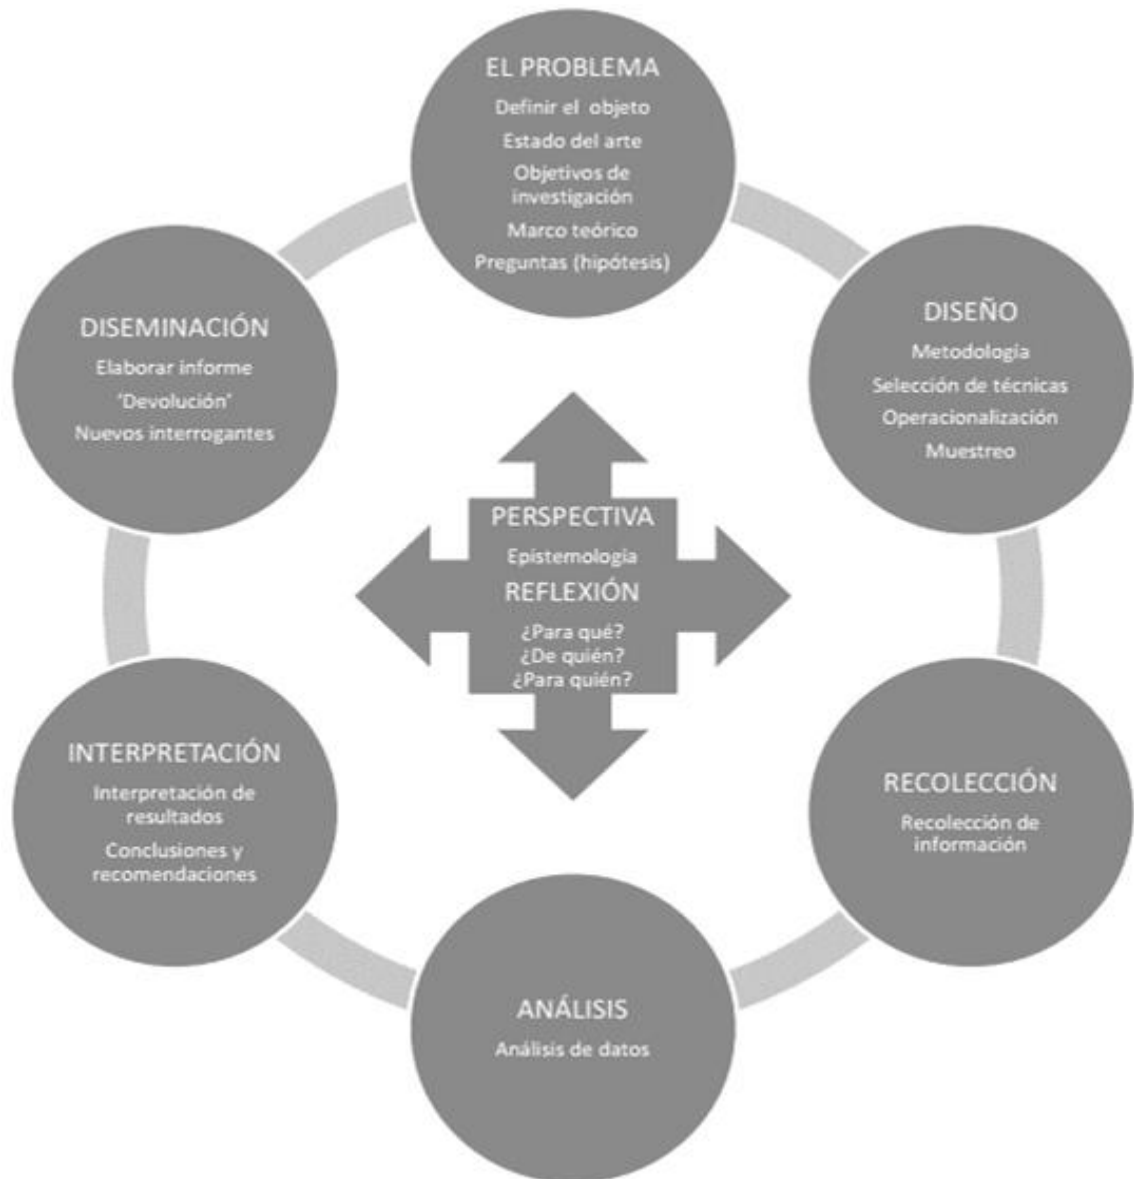 EL PROBLEMA
Definir el objeto
Estado del arte
Objetivos de
investigación
Marco teórico
Preguntas (hipótesis)
DISEÑO
Metodología
Selección de técnicas
Operacionalización
Muestreo
RECOLECCIÓN
Recolección de
información
ANÁLISIS
Análisis de datos
INTERPRETACIÓN
Interpretación de
resultados
Conclusiones y
recomendaciones
DISEMINACIÓN
Elaborar informe
'Devolución'
Nuevos interrogantes
PERSPECTIVA
Epistemología
REFLEXIÓN
¿Para qué?
¿De quién?
¿Para quién?